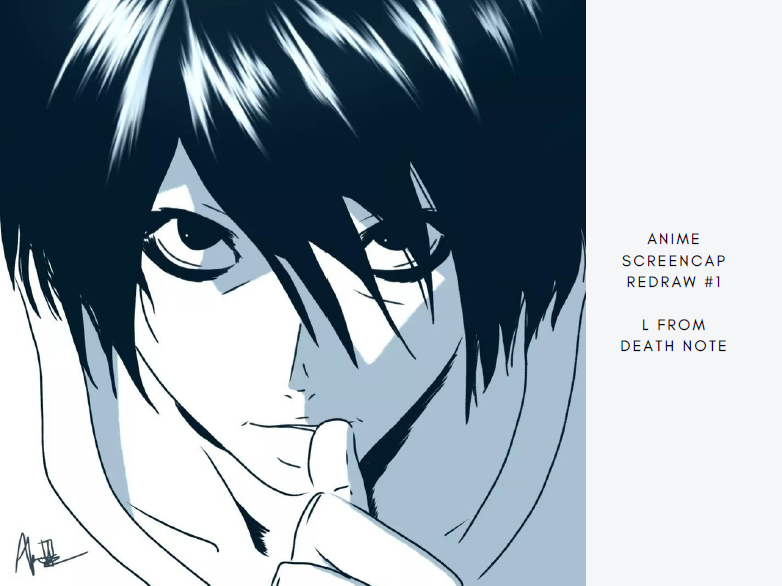 ANIME
SCREENCAP
REDRAW #1
L FROM
DEATH NOTE